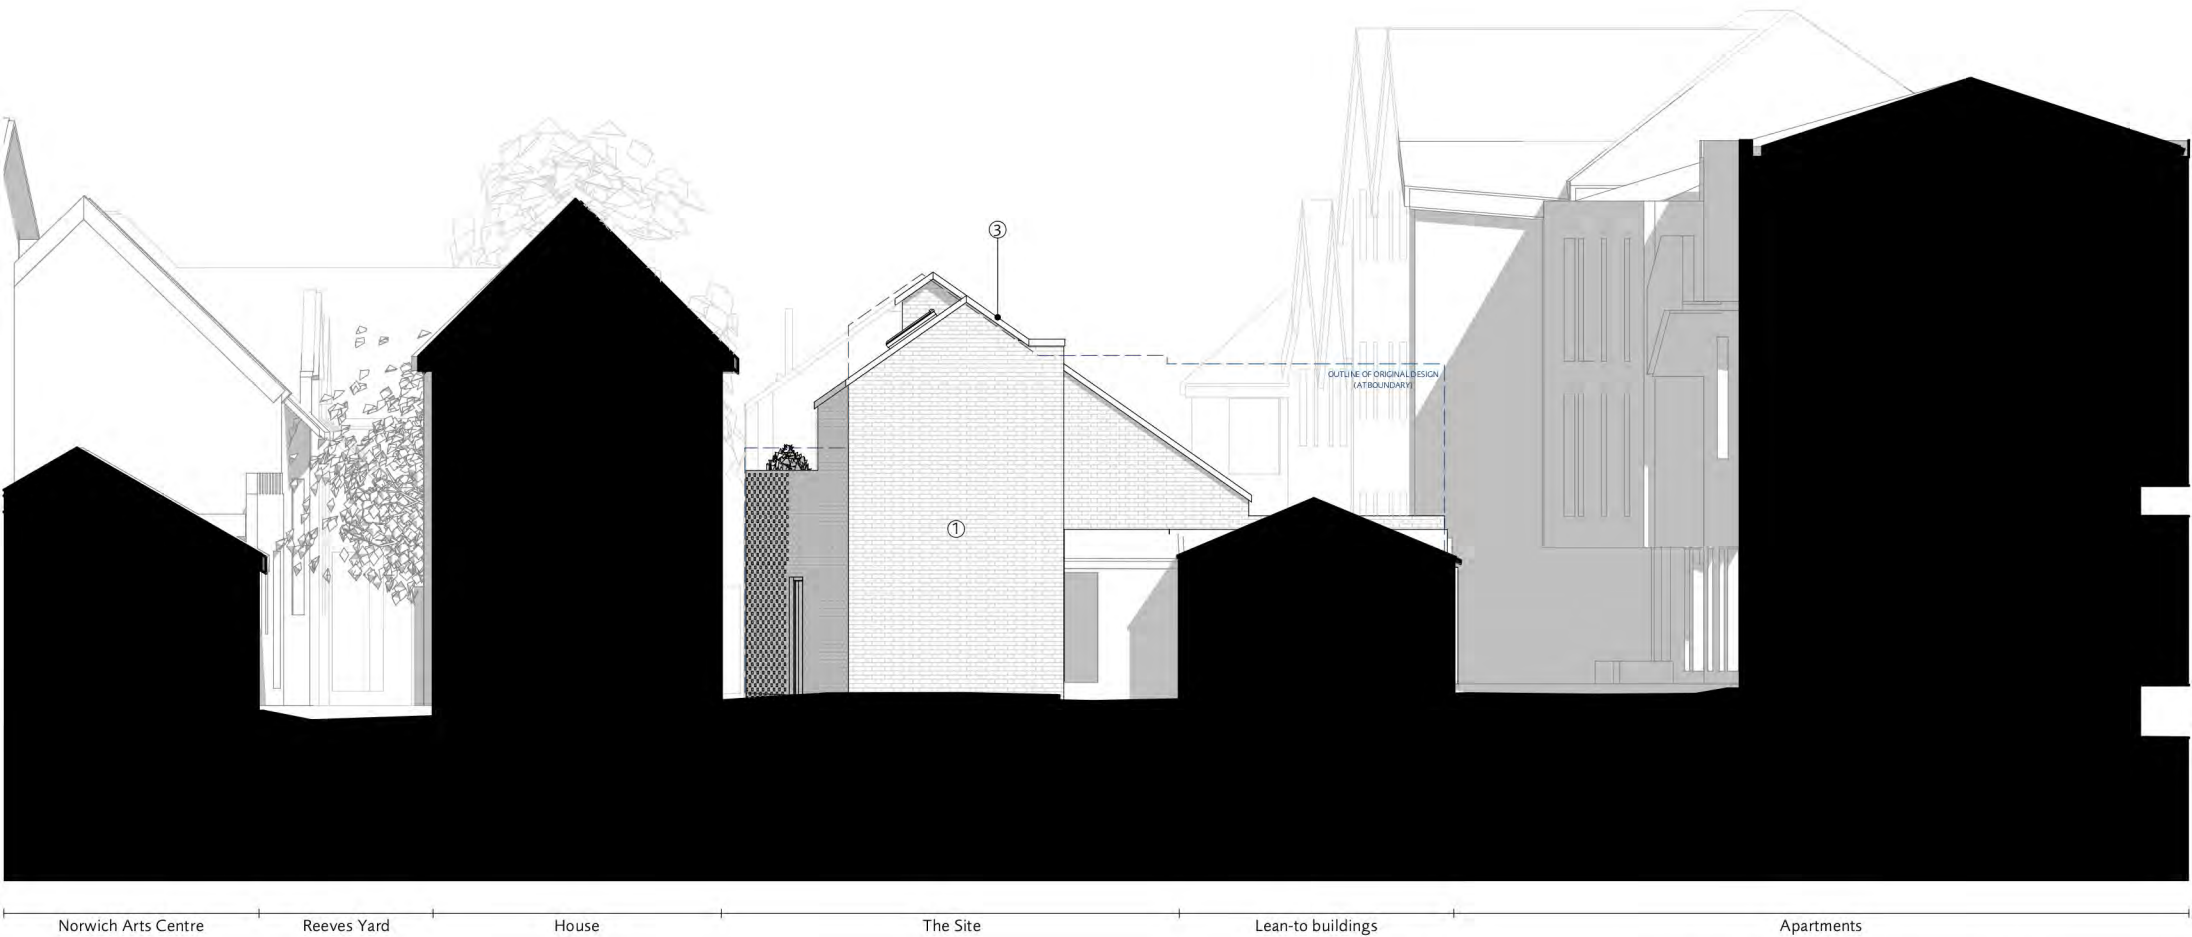 ③
OUTLINE OF ORIGINAL DESIGN
(AT BOUNDARY)
①
Norwich Arts Centre
Reeves Yard
House
The Site
Lean-to buildings
Apartments